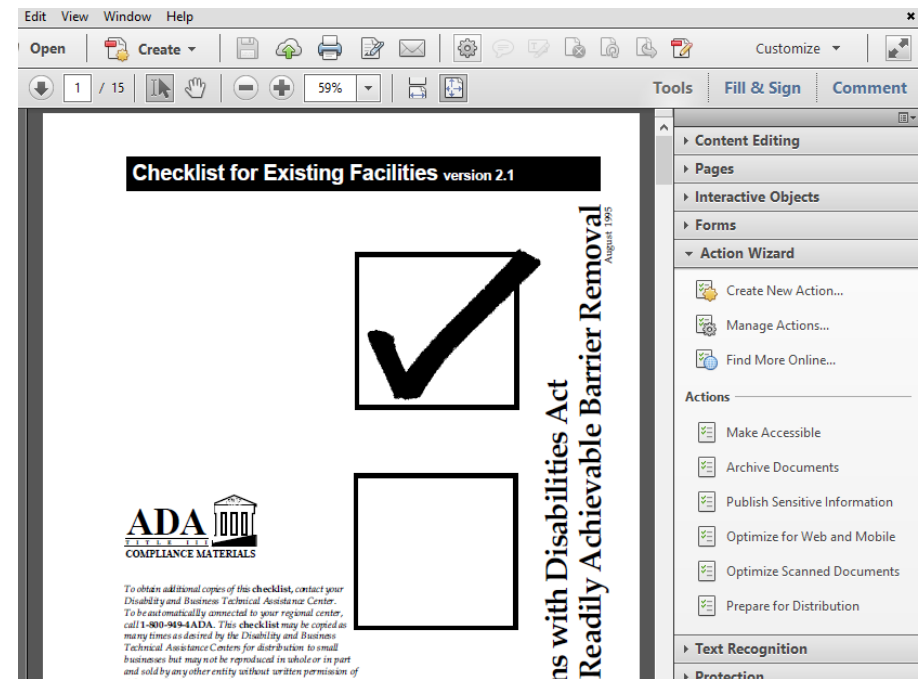 Edit View Window Help
Open Create Customize
1 / 15 59% Tools Fill & Sign Comment
Checklist for Existing Facilities version 2.1
August 1995
Readily Achievable Barrier Removal
ns with Disabilities Act
ADA
TITLE III
COMPLIANCE MATERIALS
To obtain additional copies of this checklist, contact your
Disability and Business Technical Assistance Center.
To be automatically connected to your regional center,
call 1-800-949-4ADA. This checklist may be copied as
many times as desired by the Disability and Business
Technical Assistance Centers for distribution to small
businesses but may not be reproduced in whole or in part
and sold by any other entity without written permission of
Content Editing
Pages
Interactive Objects
Forms
Action Wizard
Create New Action...
Manage Actions...
Find More Online...
Actions
Make Accessible
Archive Documents
Publish Sensitive Information
Optimize for Web and Mobile
Optimize Scanned Documents
Prepare for Distribution
Text Recognition
Protection